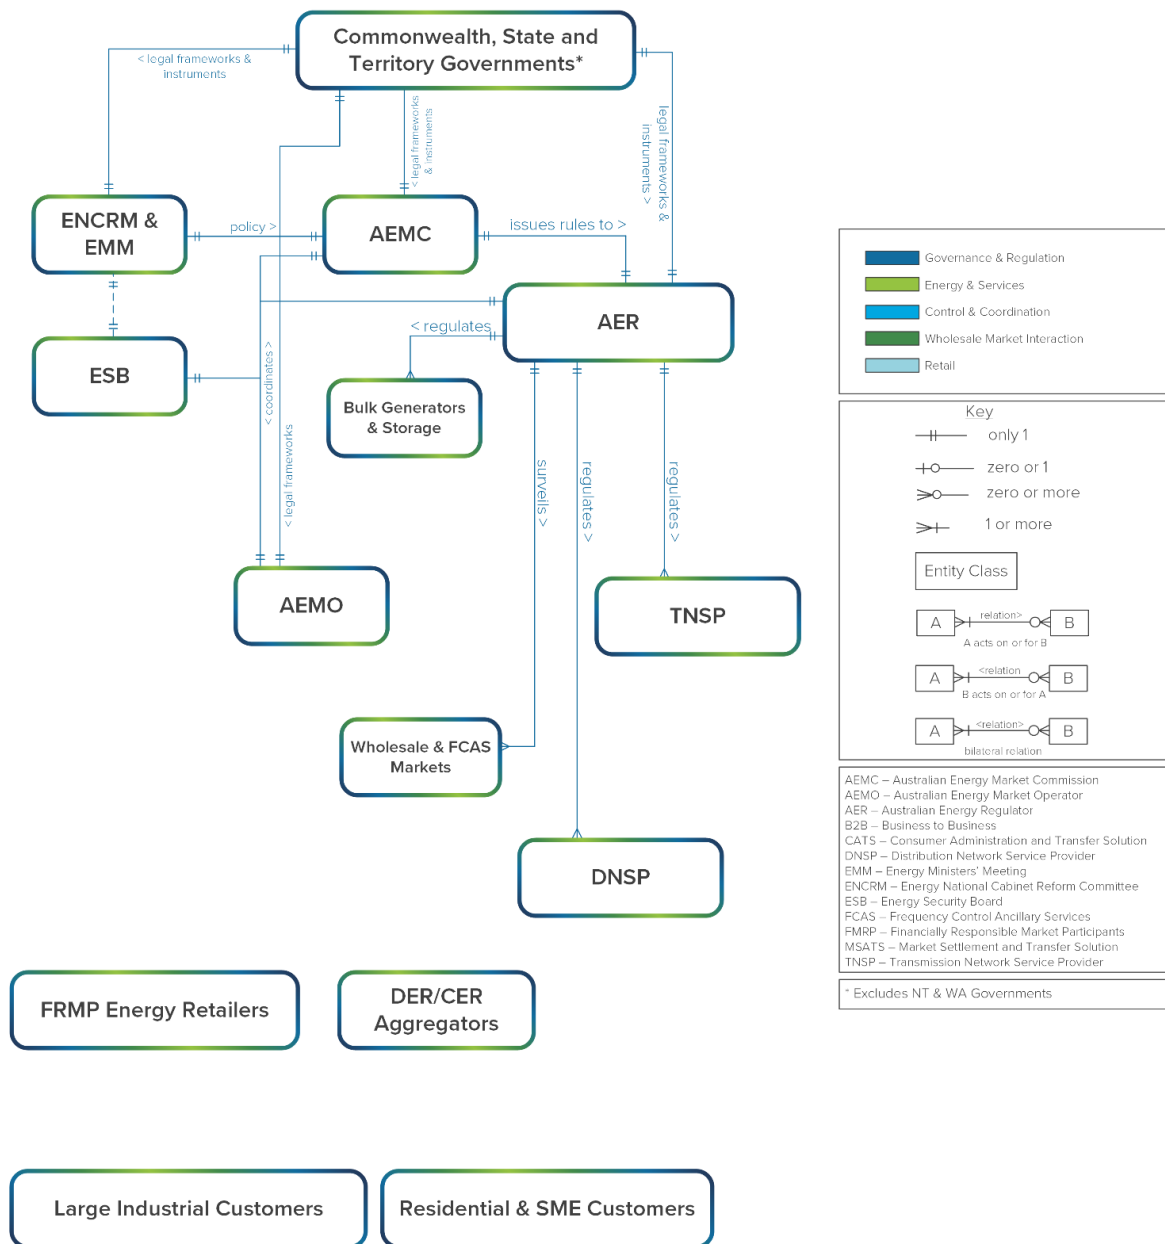 Commonwealth, State and
Territory Governments*
< legal frameworks &
instruments
< legal frameworks
& instruments
legal frameworks &
instruments >
ENCRM &
EMM
policy >
AEMC
issues rules to >
AER
< regulates
ESB
< coordinates >
< legal frameworks
Bulk Generators
& Storage
surveils >
regulates >
regulates >
AEMO
TNSP
Wholesale & FCAS
Markets
DNSP
FRMP Energy Retailers
DER/CER
Aggregators
Large Industrial Customers
Residential & SME Customers
Governance & Regulation
Energy & Services
Control & Coordination
Wholesale Market Interaction
Retail
Key
only 1
zero or 1
zero or more
1 or more
Entity Class
A relation> B
A acts on or for B
A <relation B
B acts on or for A
A <relation> B
bilateral relation
AEMC – Australian Energy Market Commission
AEMO – Australian Energy Market Operator
AER – Australian Energy Regulator
B2B – Business to Business
CATS – Consumer Administration and Transfer Solution
DNSP – Distribution Network Service Provider
EMM – Energy Ministers' Meeting
ENCRM – Energy National Cabinet Reform Committee
ESB – Energy Security Board
FCAS – Frequency Control Ancillary Services
FMRP – Financially Responsible Market Participants
MSATS – Market Settlement and Transfer Solution
TNSP – Transmission Network Service Provider
* Excludes NT & WA Governments